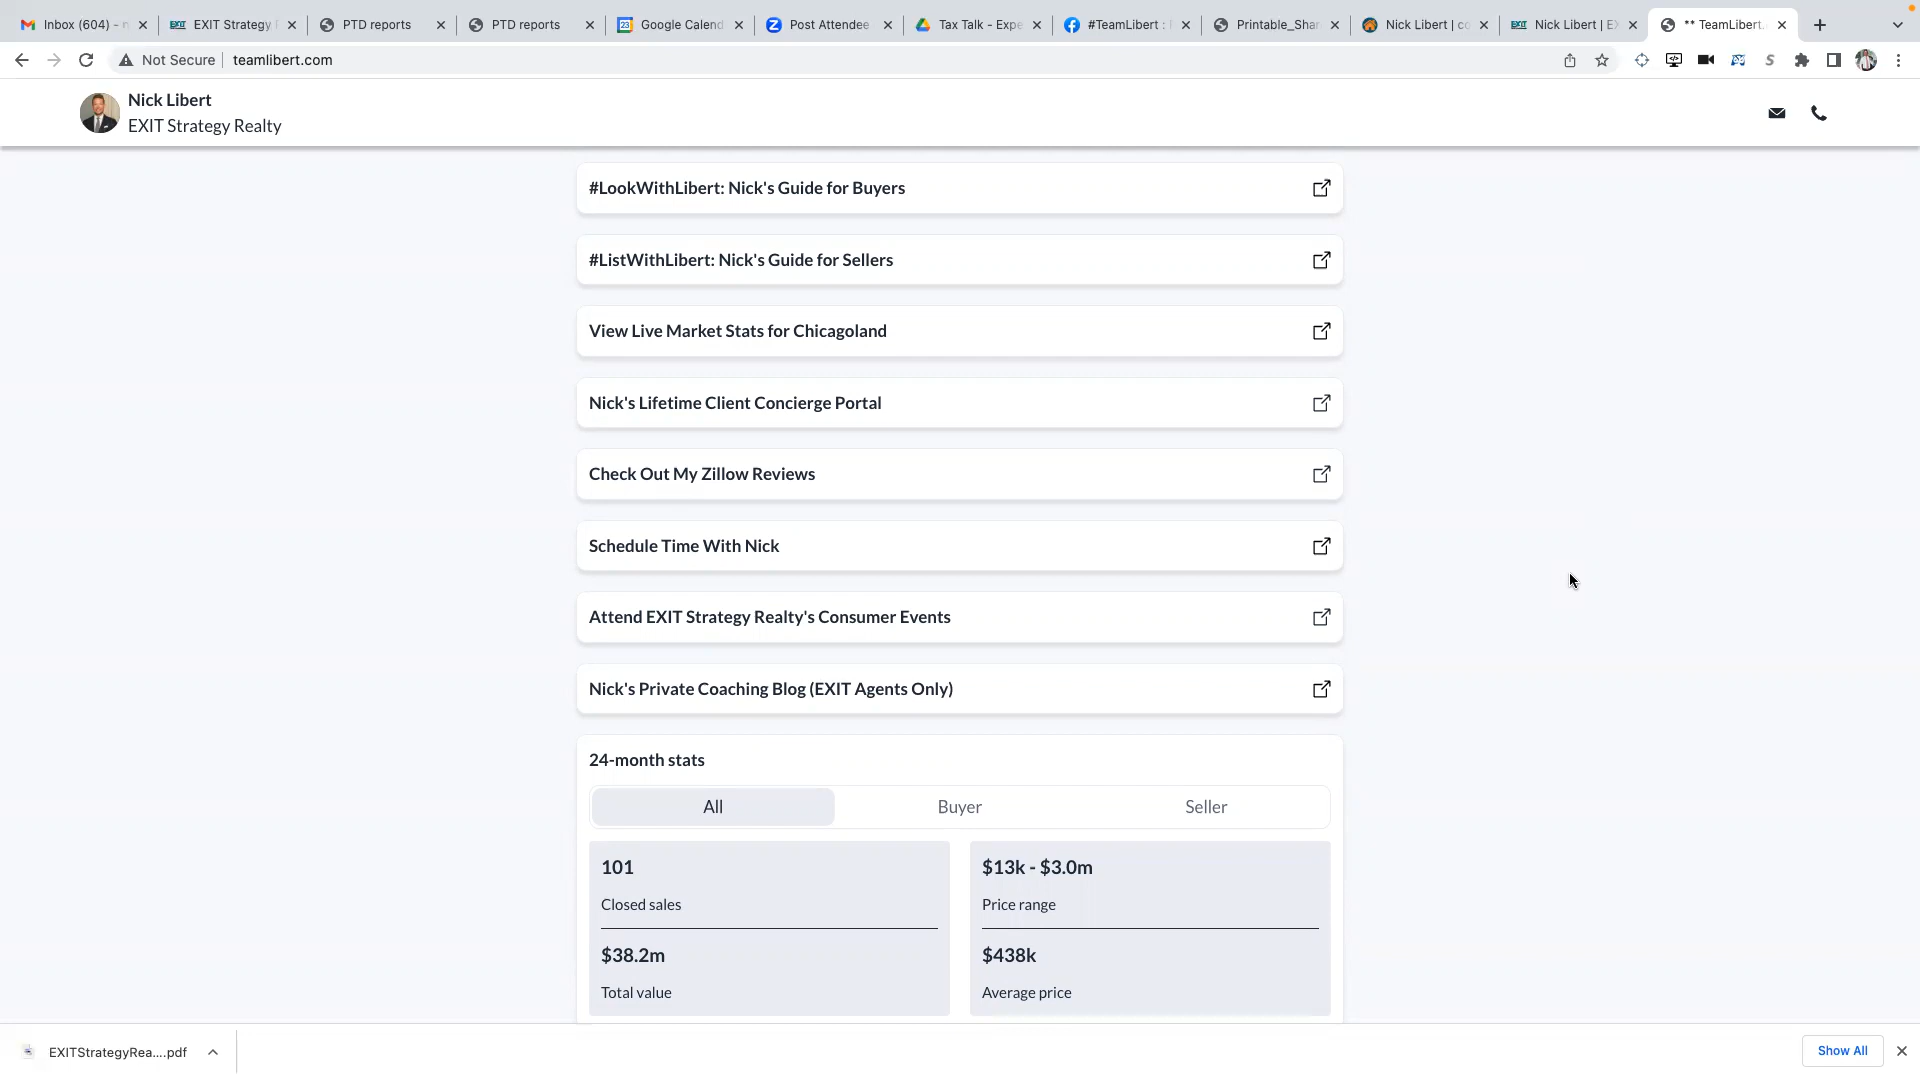 Inbox (604) - n
EXIT Strategy
PTD reports
PTD reports
Google Calend
Post Attendee
Tax Talk - Expe
#TeamLibert :
Printable_Shar
Nick Libert | co
Nick Libert | EX
** TeamLibert.
Not Secure
teamlibert.com
Nick Libert
EXIT Strategy Realty
#LookWithLibert: Nick's Guide for Buyers
#ListWithLibert: Nick's Guide for Sellers
View Live Market Stats for Chicagoland
Nick's Lifetime Client Concierge Portal
Check Out My Zillow Reviews
Schedule Time With Nick
Attend EXIT Strategy Realty's Consumer Events
Nick's Private Coaching Blog (EXIT Agents Only)
24-month stats
All
Buyer
Seller
101
Closed sales
$13k - $3.0m
Price range
$38.2m
Total value
$438k
Average price
EXITStrategyRea....pdf
Show All